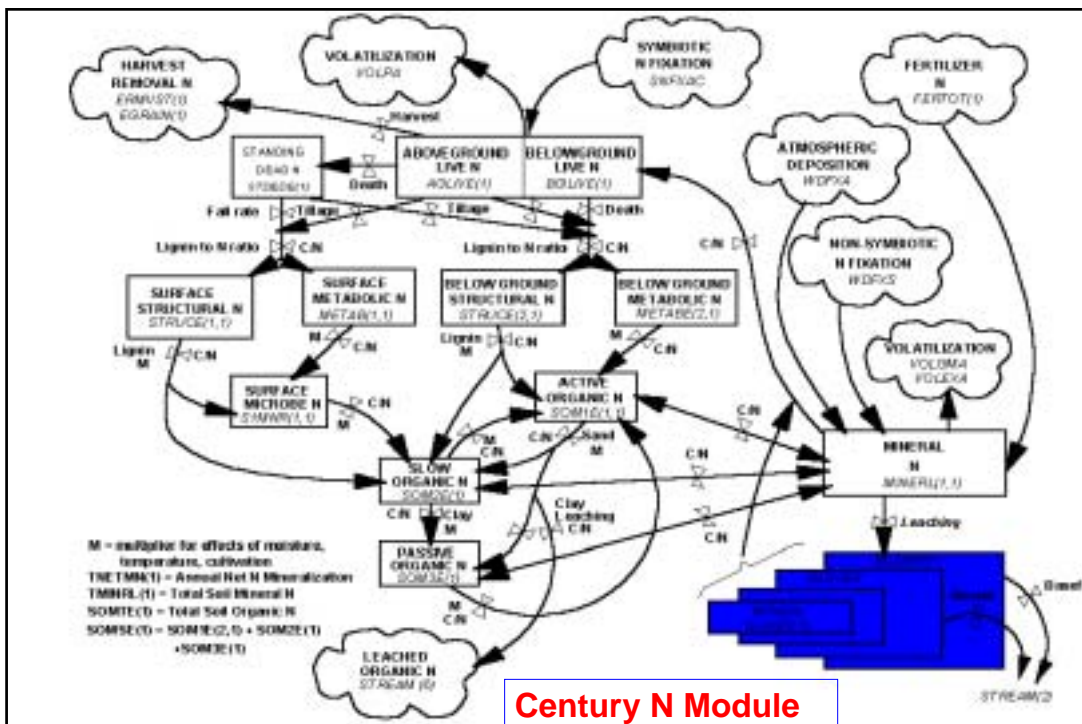 HARVEST
REMOVAL N
ERMVST(1)
EGRAIN(1)
VOLATILIZATION
VOLPA
SYMBIOTIC
N FIXATION
SNFXAC
FERTILIZER
N
FERTOT(1)
ATMOSPHERIC
DEPOSITION
WDFXA
NON-SYMBIOTIC
N FIXATION
WDFXS
VOLATILIZATION
VOLGMA
VOLEXA
Harvest
STANDING
DEAD N
STDEDE(1)
Death
ABOVEGROUND
LIVE N
AGLIVE(1)
BELOWGROUND
LIVE N
BGLIVE(1)
Fall rate
Tillage
Tillage
Death
Lignin to N ratio
C/N
Lignin to N ratio
C/N
C/N
SURFACE
STRUCTURAL N
STRUCE(1,1)
SURFACE
METABOLIC N
METAB(1,1)
BELOW GROUND
STRUCTURAL N
STRUCE(2,1)
BELOW GROUND
METABOLIC N
METABE(2,1)
Lignin
M
C/N
M
C/N
Lignin
M
C/N
M
C/N
SURFACE
MICROBE N
C/N
M
ACTIVE
ORGANIC N
SOM1E(1,1)
C/N
MINERAL
N
MINERL(1,1)
M
C/N
C/N
Sand
M
SLOW
ORGANIC N
SOM2E(1)
C/N
C/N
Clay
M
Clay
Leaching
C/N
C/N
Leaching
PASSIVE
ORGANIC N
SOM3E(1)
M
C/N
M = multiplier for effects of moisture,
temperature, cultivation
TNETMN(1) = Annual Net N Mineralization
TMINRL(1) = Total Soil Mineral N
SOMTE(1) = Total Soil Organic N
SOMSE(1) = SOM1E(2,1) + SOM2E(1)
+SOM3E(1)
LEACHED
ORGANIC N
STREAM (6)
STREAM(2)
Century N Module